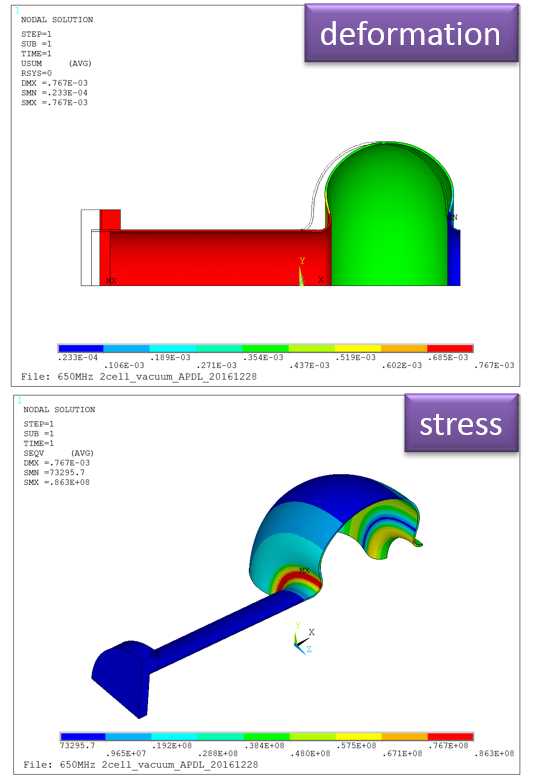 1
NODAL SOLUTION
deformation
STEP=1
SUB =1
TIME=1
USUM (AVG)
RSYS=0
DMX =.767E-03
SMN =.233E-04
SMX =.767E-03
Y
X
MX
.233E-04 .189E-03 .354E-03 .519E-03 .685E-03
.106E-03 .271E-03 .437E-03 .602E-03 .767E-03
File: 650MHz 2cell_vacuum_APDL_20161228
1
NODAL SOLUTION
stress
STEP=1
SUB =1
TIME=1
SEQV (AVG)
DMX =.767E-03
SMN =73295.7
SMX =.863E+08
MX
Y
X
Z
73295.7 .192E+08 .384E+08 .575E+08 .767E+08
.965E+07 .288E+08 .480E+08 .671E+08 .863E+08
File: 650MHz 2cell_vacuum_APDL_20161228